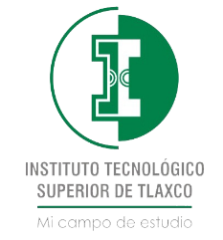 INSTITUTO TECNOLÓGICO
SUPERIOR DE TLAXCO
Mi campo de estudio